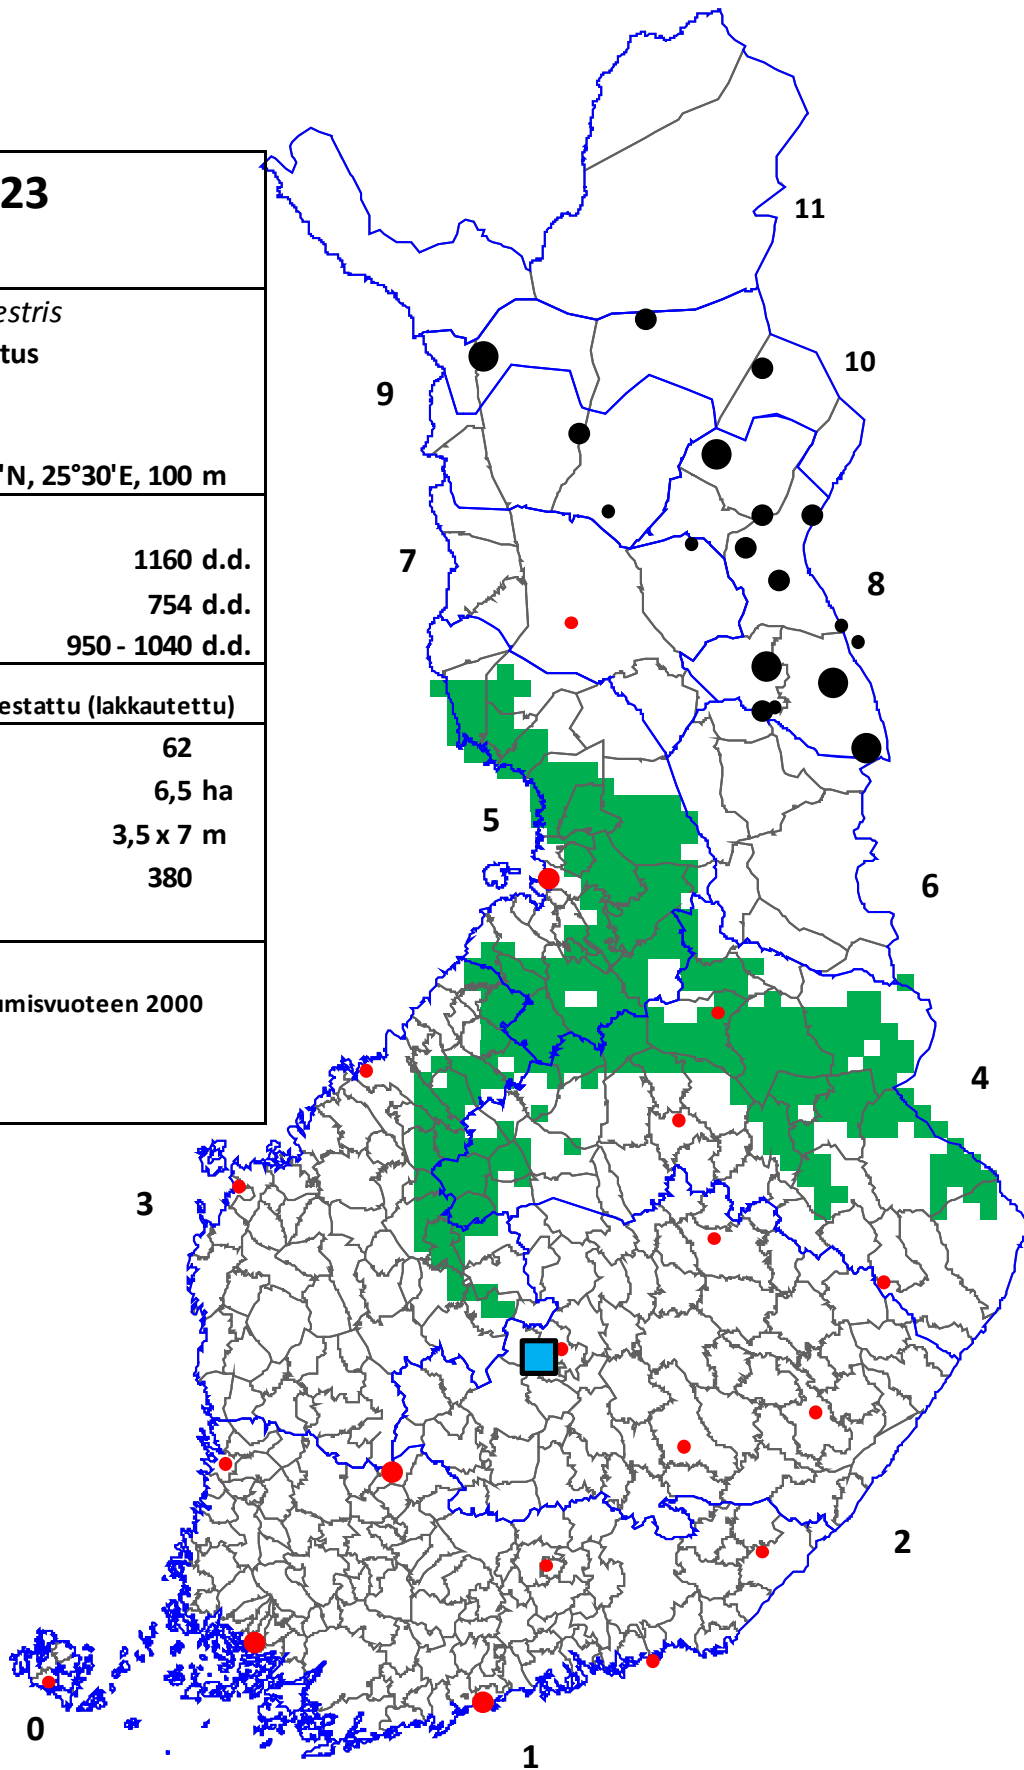 23
estris
tus
'N, 25°30'E, 100 m
1160 d.d.
754 d.d.
950 - 1040 d.d.
estattu (lakkautettu)
62
6,5 ha
3,5 x 7 m
380
umisvuoteen 2000
11
10
9
7
8
5
6
4
3
2
0
1